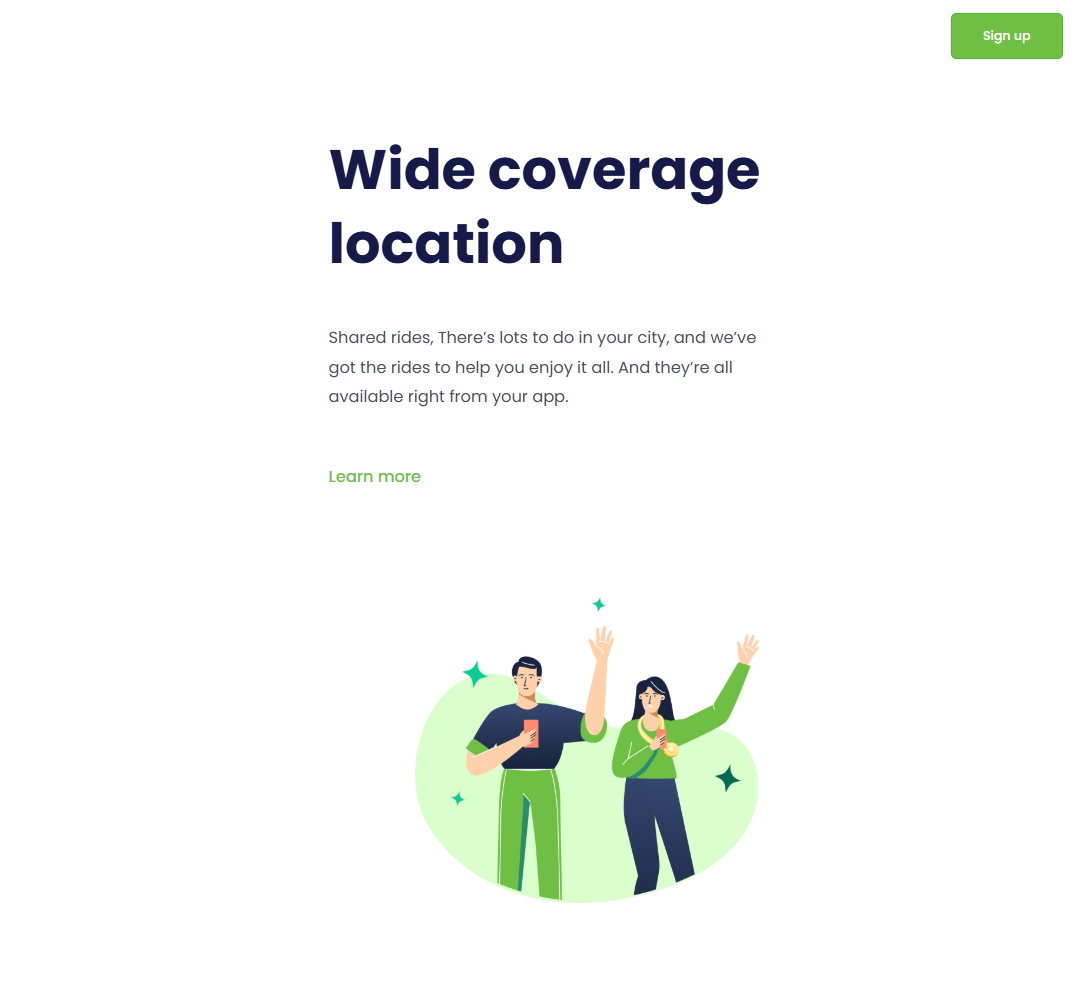 Sign up
Wide coverage
location
Shared rides, There’s lots to do in your city, and we’ve
got the rides to help you enjoy it all. And they’re all
available right from your app.
Learn more